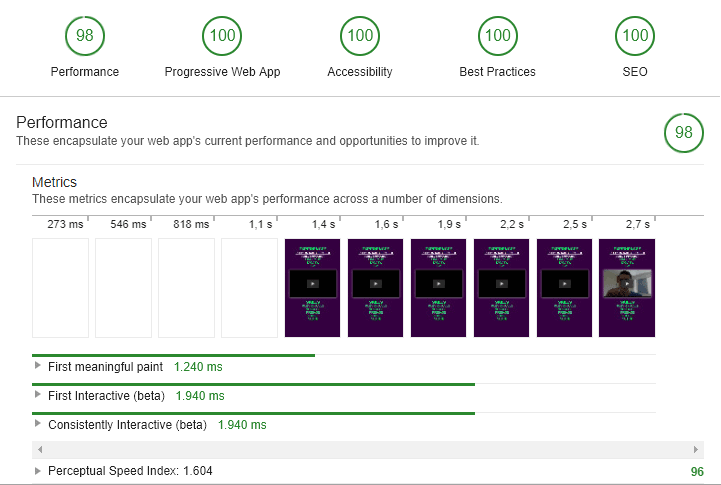 98 100 100 100 100
Performance Progressive Web App Accessibility Best Practices SEO
Performance
These encapsulate your web app's current performance and opportunities to improve it.
98
Metrics
These metrics encapsulate your web app's performance across a number of dimensions.
273 ms 546 ms 818 ms 1,1 s 1,4 s 1,6 s 1,9 s 2,2 s 2,5 s 2,7 s
First meaningful paint 1.240 ms
First Interactive (beta) 1.940 ms
Consistently Interactive (beta) 1.940 ms
Perceptual Speed Index: 1.604 96